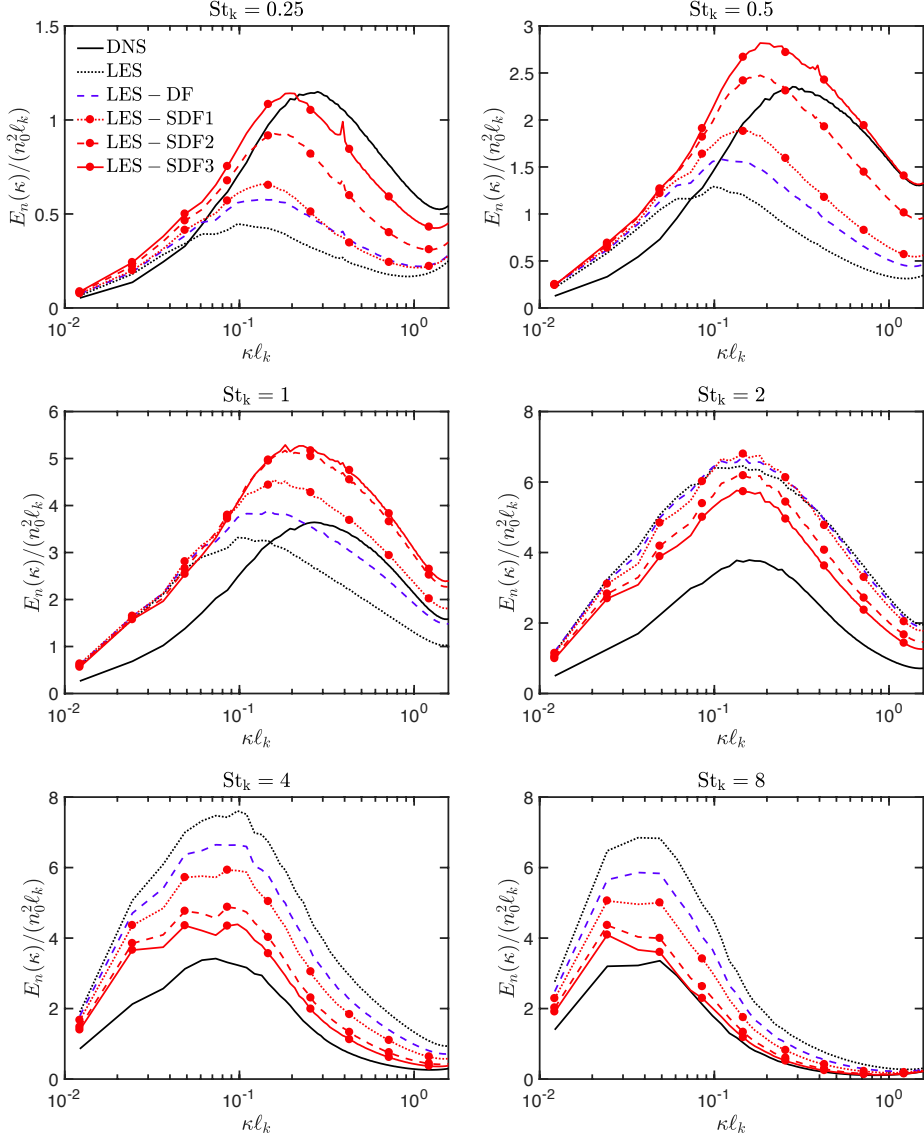 St_k = 0.25
E_n(κ)/(n_0^2 ℓ_k)
1.5
1
0.5
0
DNS
LES
LES − DF
LES − SDF1
LES − SDF2
LES − SDF3
10^-2
10^-1
10^0
κℓ_k
St_k = 0.5
E_n(κ)/(n_0^2 ℓ_k)
3
2.5
2
1.5
1
0.5
0
10^-2
10^-1
10^0
κℓ_k
St_k = 1
E_n(κ)/(n_0^2 ℓ_k)
6
5
4
3
2
1
0
10^-2
10^-1
10^0
κℓ_k
St_k = 2
E_n(κ)/(n_0^2 ℓ_k)
8
6
4
2
0
10^-2
10^-1
10^0
κℓ_k
St_k = 4
E_n(κ)/(n_0^2 ℓ_k)
8
6
4
2
0
10^-2
10^-1
10^0
κℓ_k
St_k = 8
E_n(κ)/(n_0^2 ℓ_k)
8
6
4
2
0
10^-2
10^-1
10^0
κℓ_k